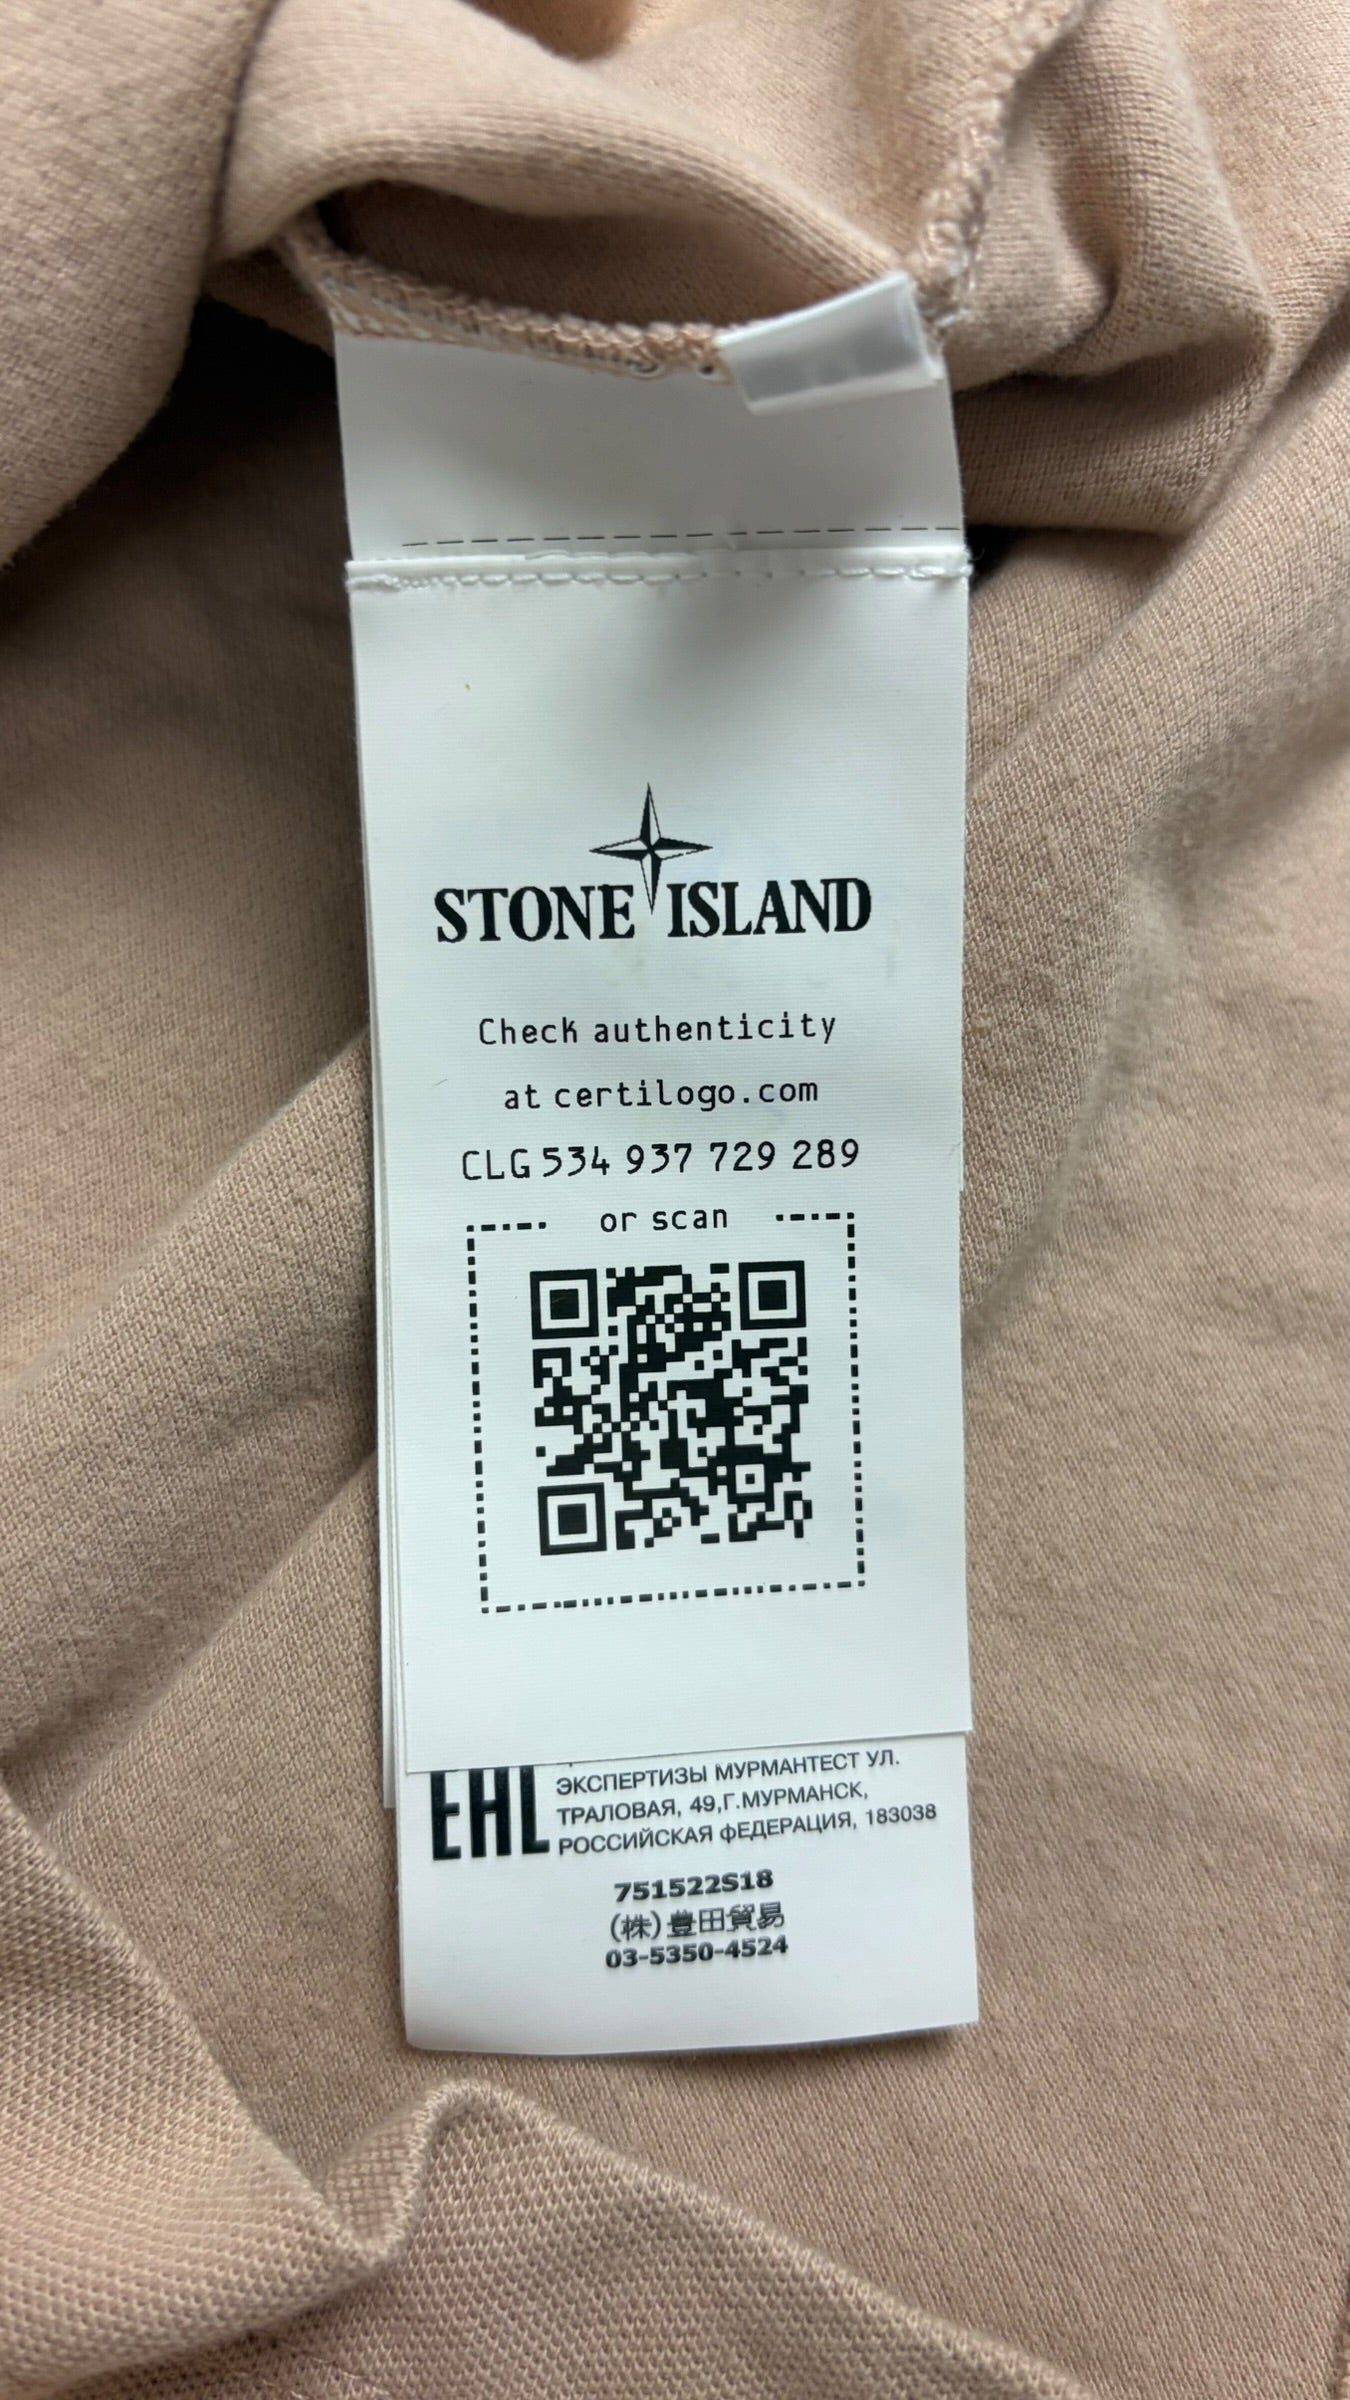 STONE ISLAND
Check authenticity
at certilogo.com
CLG 534 937 729 289
or scan
EAC
ЭКСПЕРТИЗЫ МУРМАНТЕСТ УЛ.
ТРАЛОВАЯ, 49,Г.МУРМАНСК,
РОССИЙСКАЯ ФЕДЕРАЦИЯ, 183038
751522S18
(株)豊田貿易
03-5350-4524